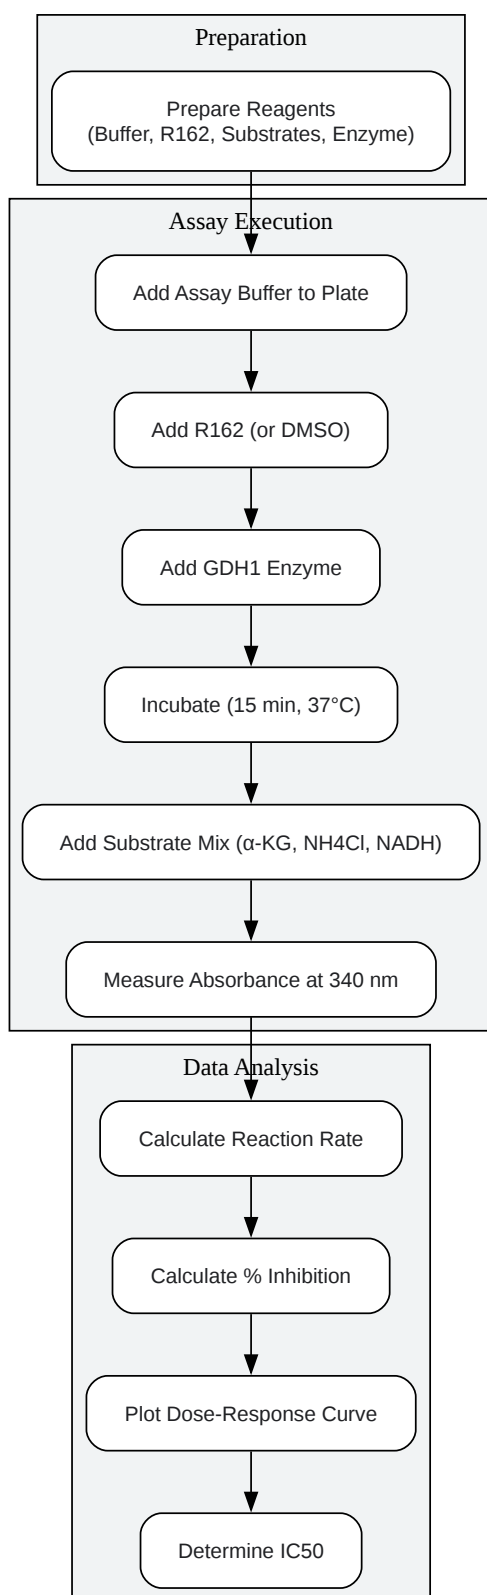 Preparation
Prepare Reagents
(Buffer, R162, Substrates, Enzyme)
Assay Execution
Add Assay Buffer to Plate
Add R162 (or DMSO)
Add GDH1 Enzyme
Incubate (15 min, 37°C)
Add Substrate Mix (α-KG, NH4Cl, NADH)
Measure Absorbance at 340 nm
Data Analysis
Calculate Reaction Rate
Calculate % Inhibition
Plot Dose-Response Curve
Determine IC50